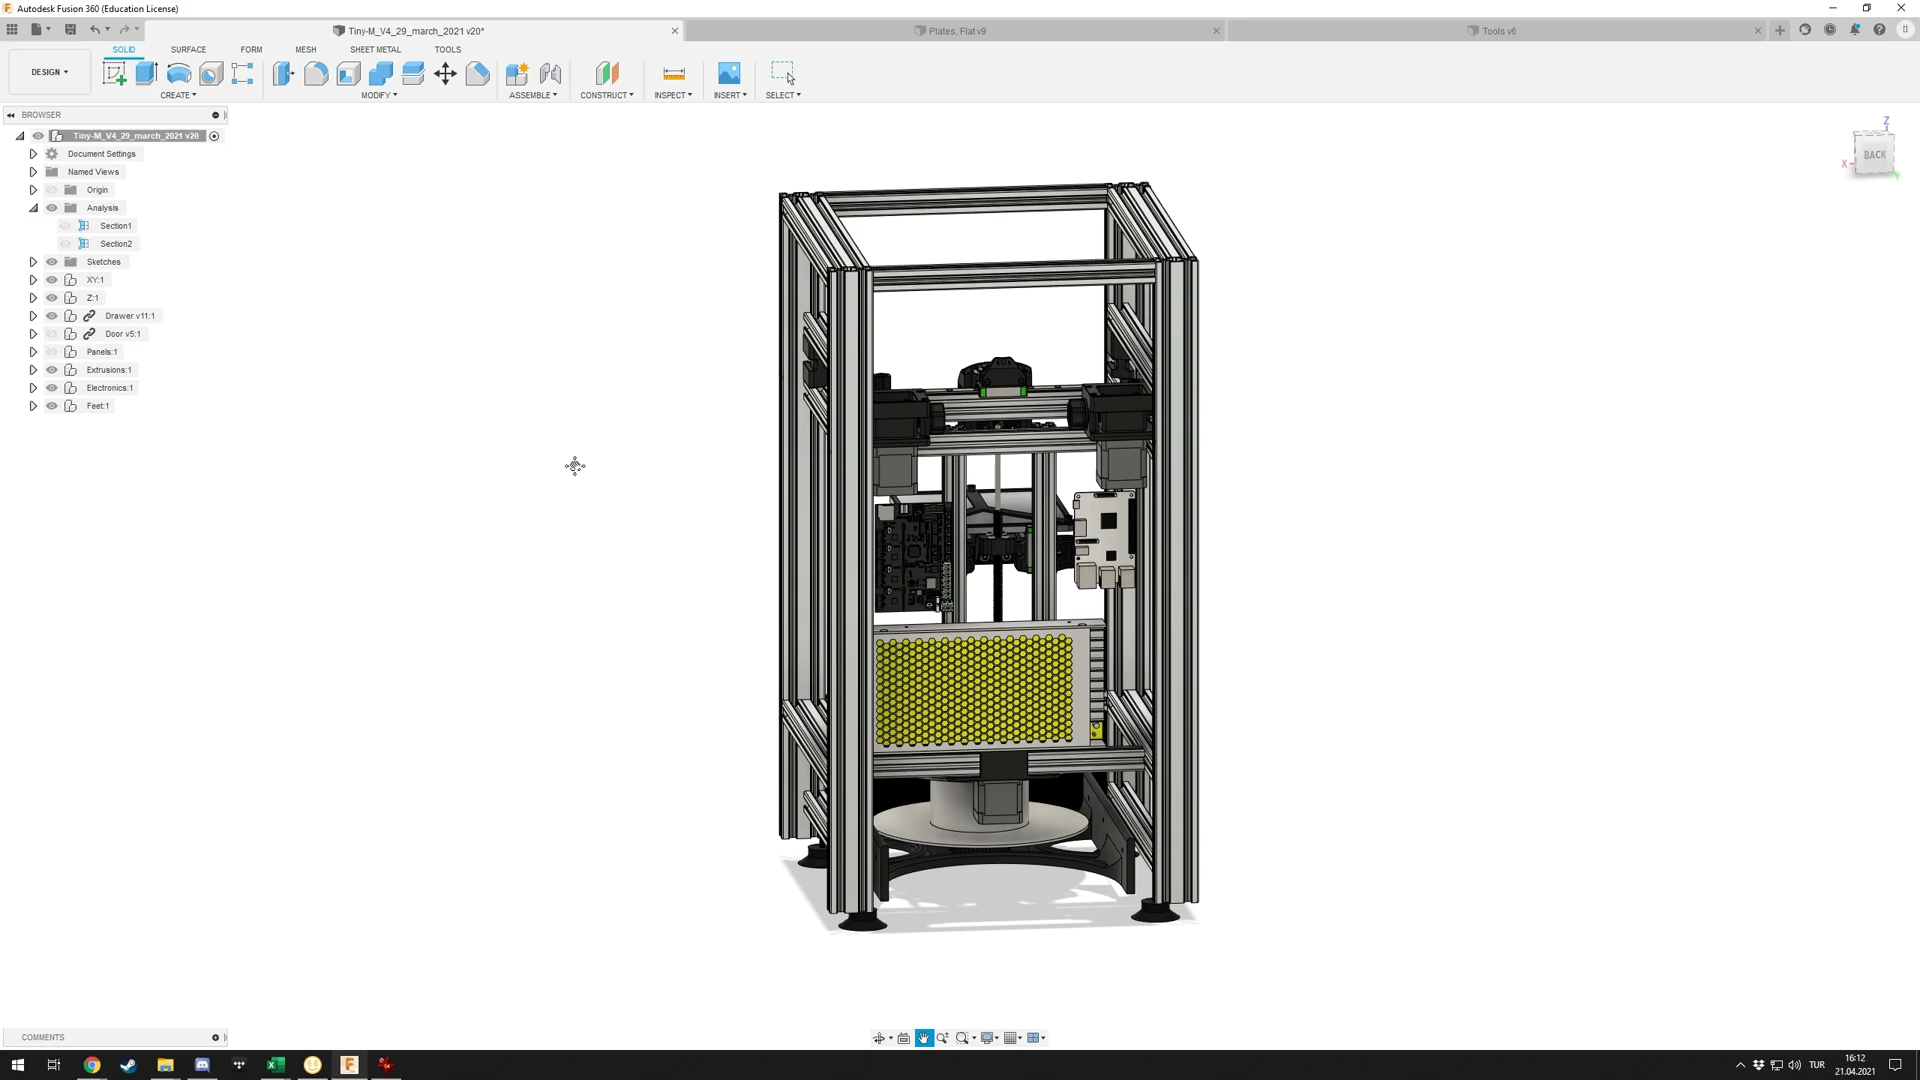 Autodesk Fusion 360 (Education License)
Tiny-M_V4_29_march_2021 v20*
Plates, Flat v9
Tools v6
SOLID SURFACE FORM MESH SHEET METAL TOOLS
DESIGN
CREATE MODIFY ASSEMBLE CONSTRUCT INSPECT INSERT SELECT
BROWSER
Tiny-M_V4_29_march_2021 v20
Document Settings
Named Views
Origin
Analysis
Section1
Section2
Sketches
XY:1
Z:1
Drawer v11:1
Door v5:1
Panels:1
Extrusions:1
Electronics:1
Feet:1
Z
BACK
X
Y
COMMENTS
TUR
16:12
21.04.2021